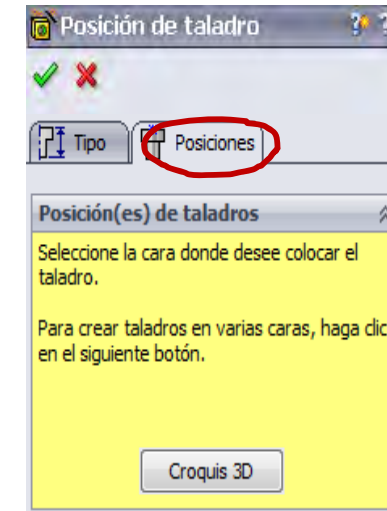 Posición de taladro
Tipo
Posiciones
Posición(es) de taladros
Seleccione la cara donde desee colocar el
taladro.
Para crear taladros en varias caras, haga clic
en el siguiente botón.
Croquis 3D